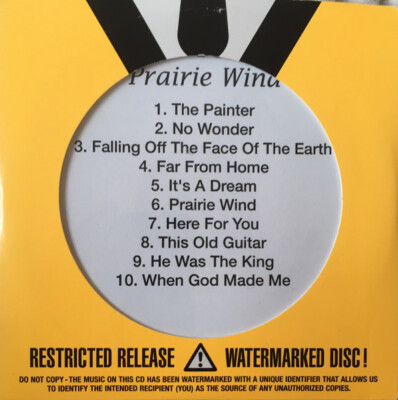 Prairie Wind
1. The Painter
2. No Wonder
3. Falling Off The Face Of The Earth
4. Far From Home
5. It's A Dream
6. Prairie Wind
7. Here For You
8. This Old Guitar
9. He Was The King
10. When God Made Me
RESTRICTED RELEASE ! WATERMARKED DISC!
DO NOT COPY - THE MUSIC ON THIS CD HAS BEEN WATERMARKED WITH A UNIQUE IDENTIFIER THAT ALLOWS US
TO IDENTIFY THE INTENDED RECIPIENT (YOU) AS THE SOURCE OF ANY UNAUTHORIZED COPIES.